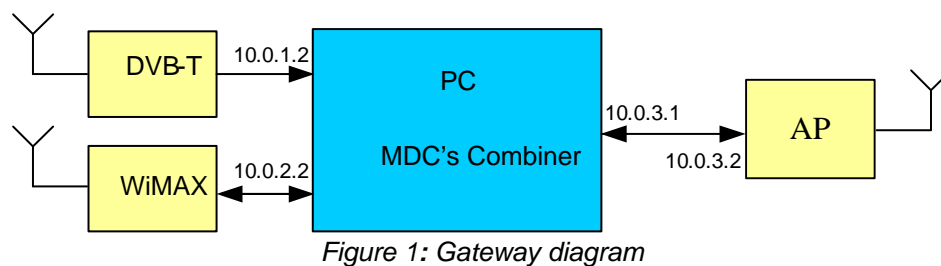 DVB-T
10.0.1.2
WiMAX
10.0.2.2
PC
MDC's Combiner
10.0.3.1
10.0.3.2
AP
Figure 1: Gateway diagram